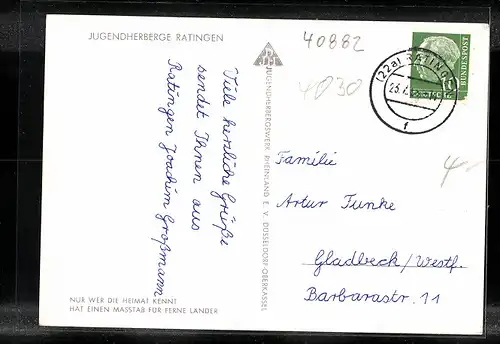 JUGENDHERBERGE RATINGEN
40882
4030
Viele herzliche Grüße
sendet Ihnen aus
Ratingen Joachim Großmann
NUR WER DIE HEIMAT KENNT
HAT EINEN MASSTAB FÜR FERNE LÄNDER
JUGENDHERBERGSWERK RHEINLAND E. V. DÜSSELDORF-OBERKASSEL
(22a) RATINGEN
f
BUNDESPOST
Familie
Artur Funke
Gladbeck/Westf.
Barbarastr. 11
4-